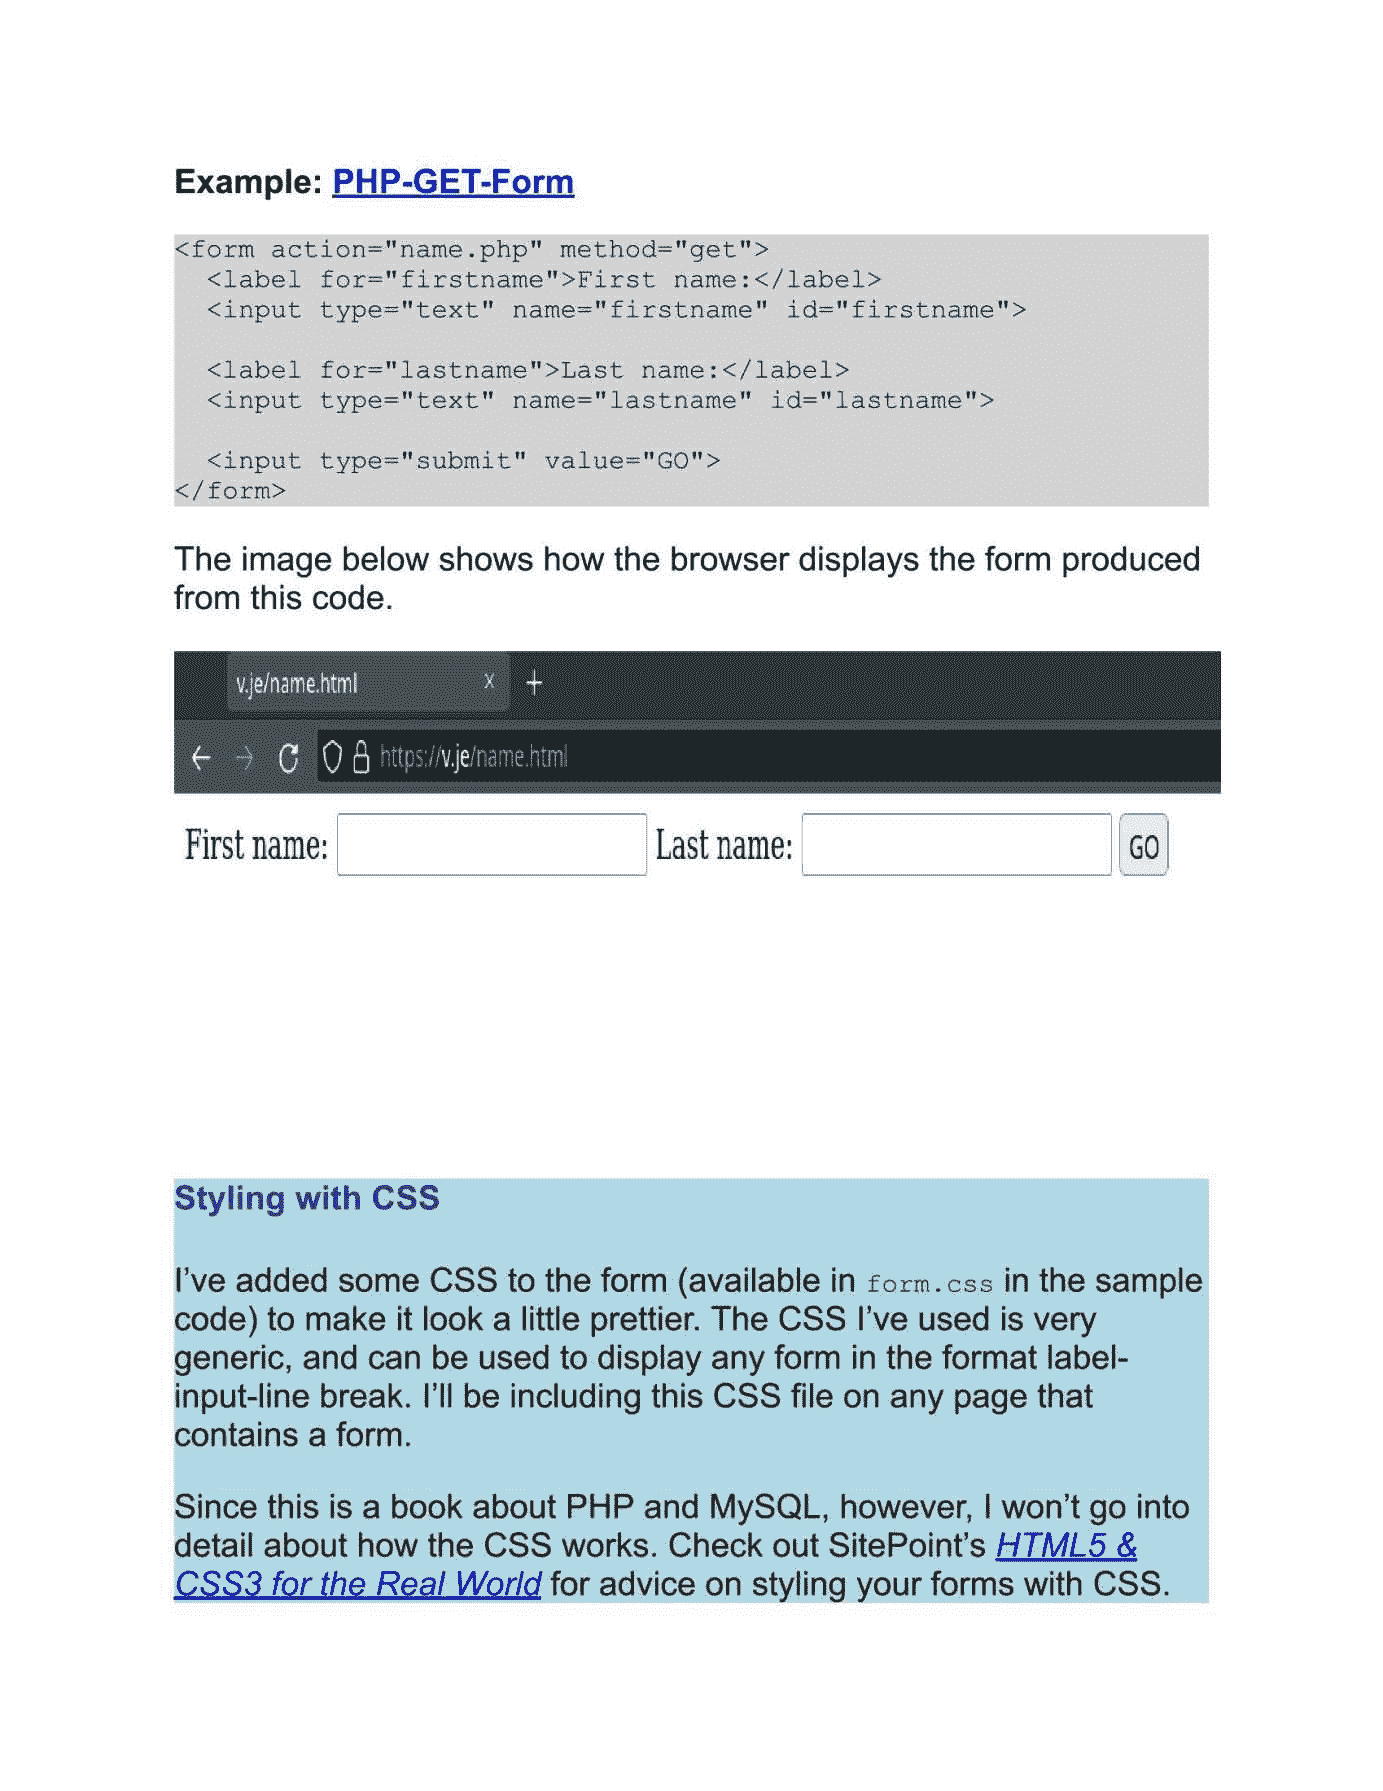 Example: PHP-GET-Form
<form action="name.php" method="get">
  <label for="firstname">First name:</label>
  <input type="text" name="firstname" id="firstname">
  <label for="lastname">Last name:</label>
  <input type="text" name="lastname" id="lastname">
  <input type="submit" value="GO">
</form>
The image below shows how the browser displays the form produced
from this code.
v.je/name.html X +
https://v.je/name.html
First name: Last name: GO
Styling with CSS
I’ve added some CSS to the form (available in form.css in the sample
code) to make it look a little prettier. The CSS I’ve used is very
generic, and can be used to display any form in the format label-
input-line break. I’ll be including this CSS file on any page that
contains a form.
Since this is a book about PHP and MySQL, however, I won’t go into
detail about how the CSS works. Check out SitePoint’s HTML5 &
CSS3 for the Real World for advice on styling your forms with CSS.